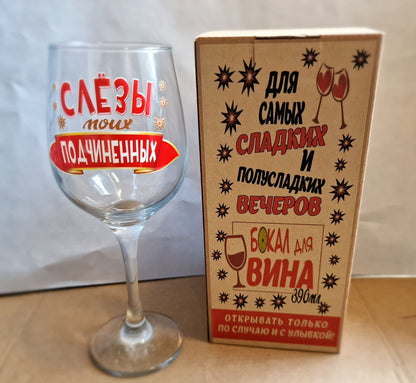 СЛЁЗЫ
моих
ПОДЧИНЕННЫХ
ДЛЯ
САМЫХ
СЛАДКИХ
И
ПОЛУСЛАДКИХ
ВЕЧЕРОВ
БОКАЛ для
ВИНА
390мл.
ОТКРЫВАТЬ ТОЛЬКО
ПО СЛУЧАЮ И С УЛЫБКОЙ!